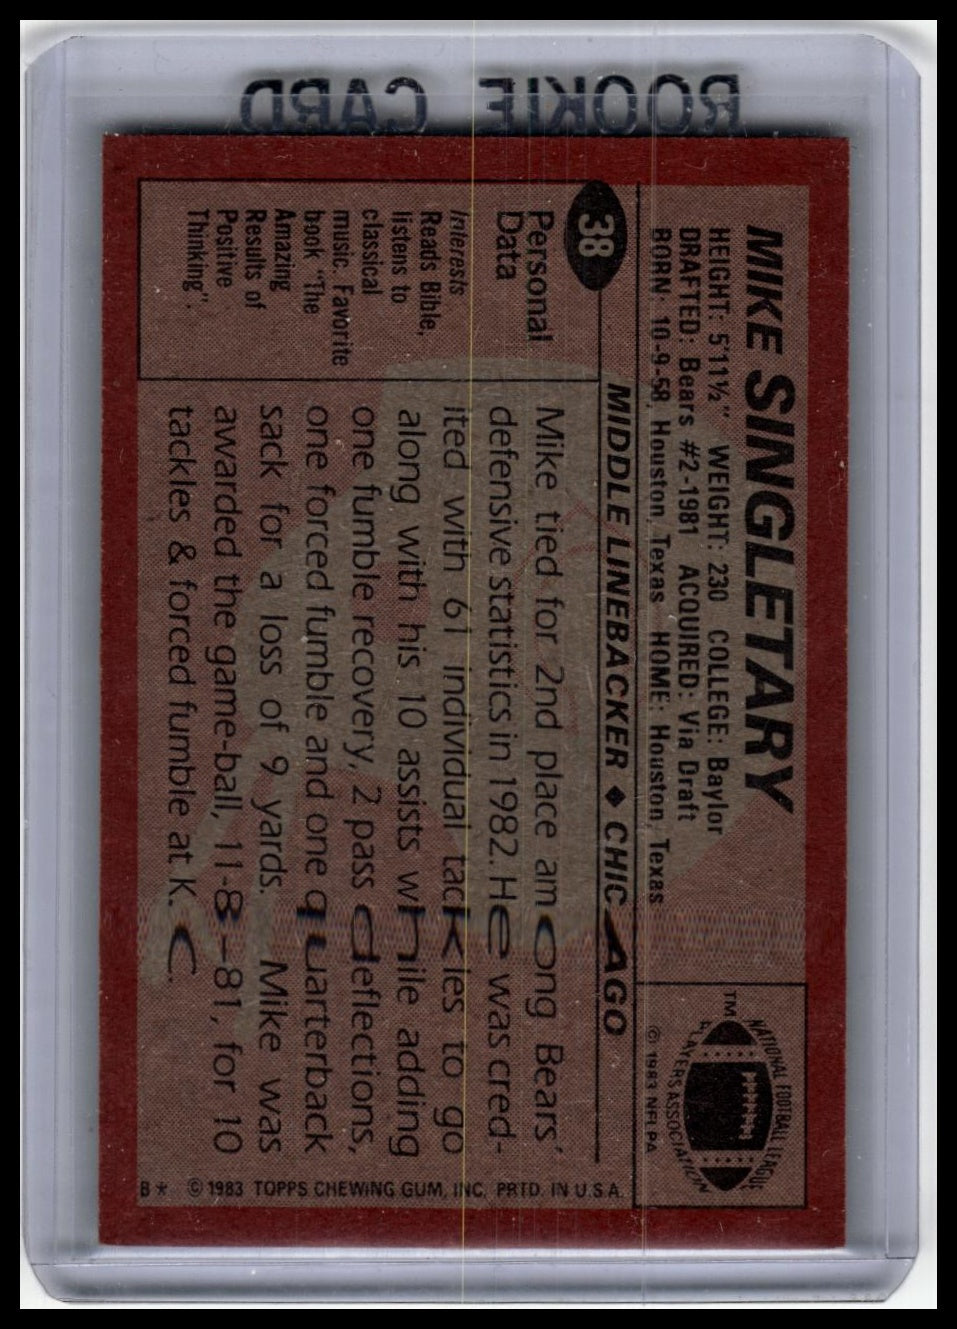 ROOKIE CARD
MIKE SINGLETARY
HEIGHT: 5'11½" WEIGHT: 230 COLLEGE: Baylor
DRAFTED: Bears #2-1981 ACQUIRED: Via Draft
BORN: 10-9-58, Houston, Texas HOME: Houston, Texas
38
MIDDLE LINEBACKER ♦ CHICAGO
TM
NATIONAL FOOTBALL LEAGUE
PLAYERS ASSOCIATION
© 1983 NFLPA
Personal
Data
Interests
Reads Bible,
listens to
classical
music. Favorite
book "The
Amazing
Results of
Positive
Thinking".
Mike tied for 2nd place among Bears'
defensive statistics in 1982. He was cred-
ited with 61 individual tackles to go
along with his 10 assists while adding
one fumble recovery, 2 pass deflections,
one forced fumble and one quarterback
sack for a loss of 9 yards. Mike was
awarded the game-ball, 11-8-81, for 10
tackles & forced fumble at K.C.
B* © 1983 TOPPS CHEWING GUM, INC. PRTD. IN U.S.A.